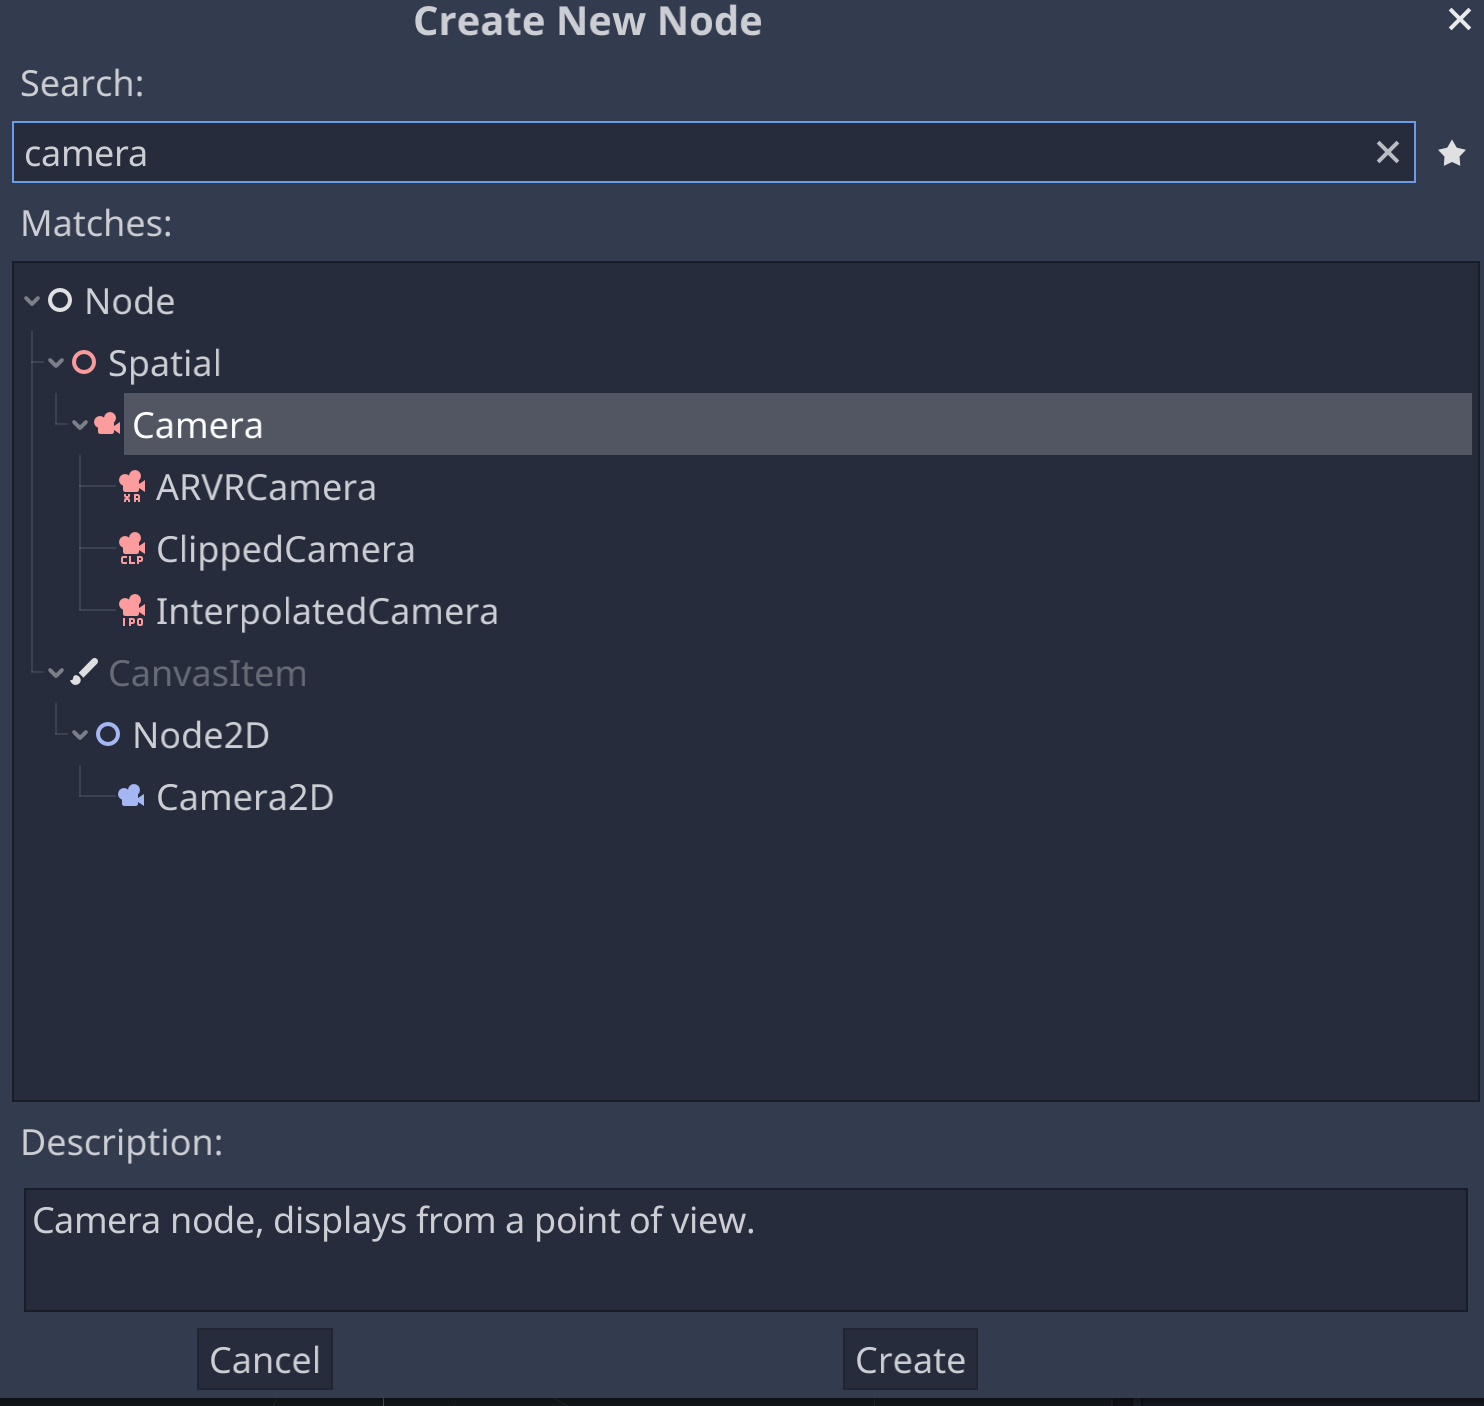 Create New Node
Search:
camera
Matches:
Node
Spatial
Camera
XR ARVRCamera
CLP ClippedCamera
IPO InterpolatedCamera
CanvasItem
Node2D
Camera2D
Description:
Camera node, displays from a point of view.
Cancel Create